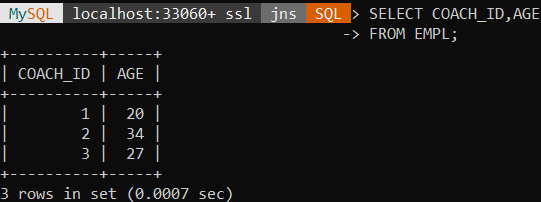 MySQL localhost:33060+ ssl jns SQL > SELECT COACH_ID,AGE
-> FROM EMPL;
+----------+-----+
| COACH_ID | AGE |
+----------+-----+
|        1 |  20 |
|        2 |  34 |
|        3 |  27 |
+----------+-----+
3 rows in set (0.0007 sec)